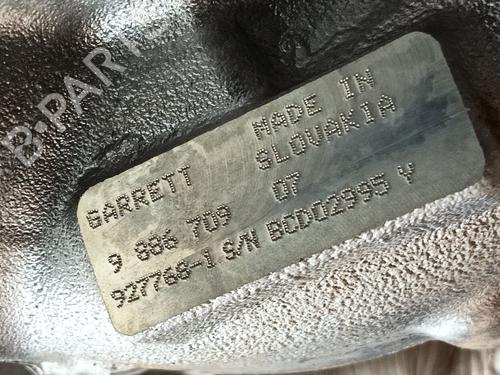 B-PARTS
MADE IN
GARRETT SLOVAKIA
9 886 709 07
927768-1 S/N BCD02995 Y